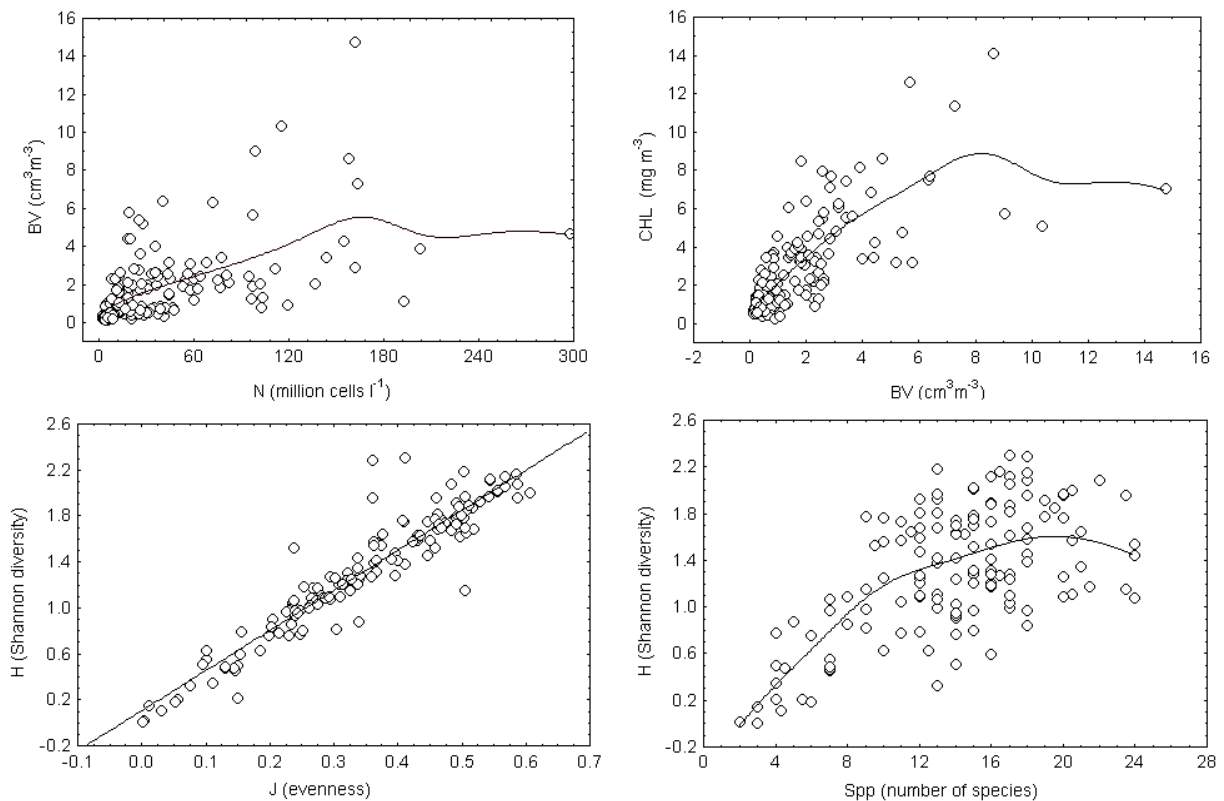 16
14
12
10
8
6
4
2
0
BV (cm³m⁻³)
0 60 120 180 240 300
N (million cells l⁻¹)
16
14
12
10
8
6
4
2
0
CHL (mg m⁻³)
-2 0 2 4 6 8 10 12 14 16
BV (cm³m⁻³)
2.6
2.2
1.8
1.4
1.0
0.6
0.2
-0.2
H (Shannon diversity)
-0.1 0.0 0.1 0.2 0.3 0.4 0.5 0.6 0.7
J (evenness)
2.6
2.2
1.8
1.4
1.0
0.6
0.2
-0.2
H (Shannon diversity)
0 4 8 12 16 20 24 28
Spp (number of species)